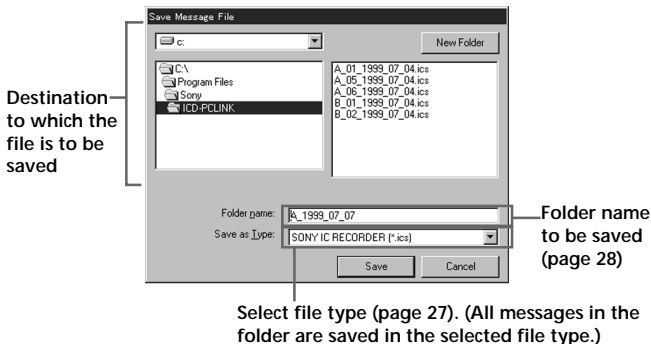 Save Message File
c:
New Folder
C:\
Program Files
Sony
ICD-PCLINK
A_01_1999_07_04.ics
A_05_1999_07_04.ics
A_06_1999_07_04.ics
B_01_1999_07_04.ics
B_02_1999_07_04.ics
Destination
to which the
file is to be
saved
Folder name:
A_1999_07_07
Save as Type:
SONY IC RECORDER (*.ics)
Save
Cancel
Folder name
to be saved
(page 28)
Select file type (page 27). (All messages in the
folder are saved in the selected file type.)